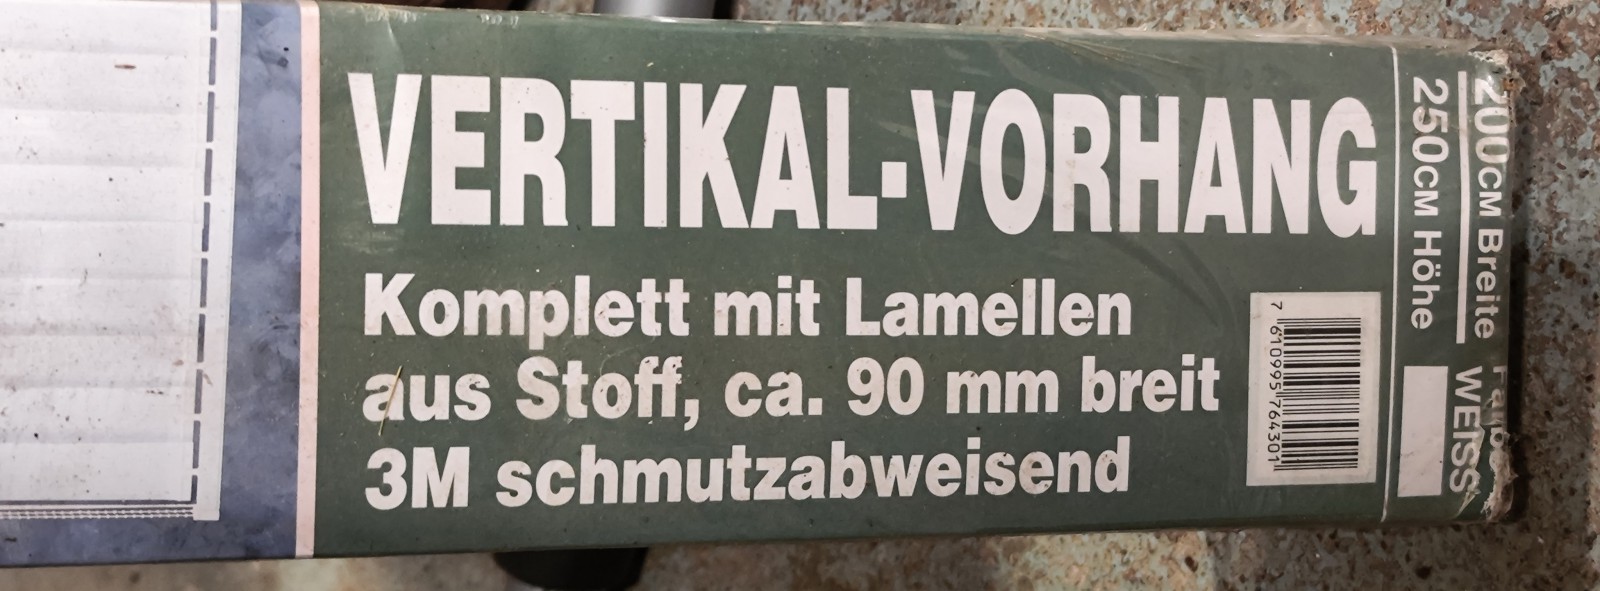 VERTIKAL-VORHANG
Komplett mit Lamellen
aus Stoff, ca. 90 mm breit
3M schmutzabweisend
7 610995 764301
200CM Breite
250CM Höhe
Farbe
WEISS